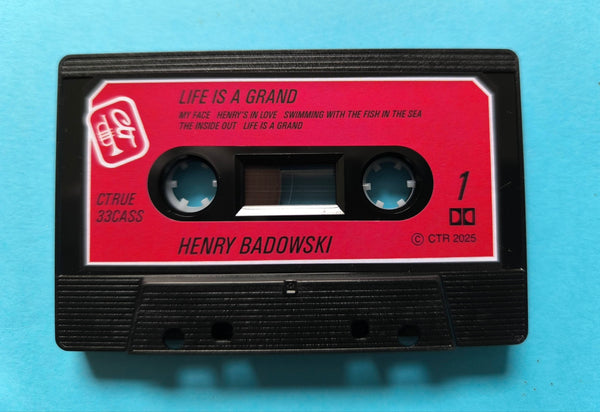 LIFE IS A GRAND
MY FACE HENRY'S IN LOVE SWIMMING WITH THE FISH IN THE SEA
THE INSIDE OUT LIFE IS A GRAND
Ctr
CTRUE
33CASS
1
HENRY BADOWSKI
© CTR 2025